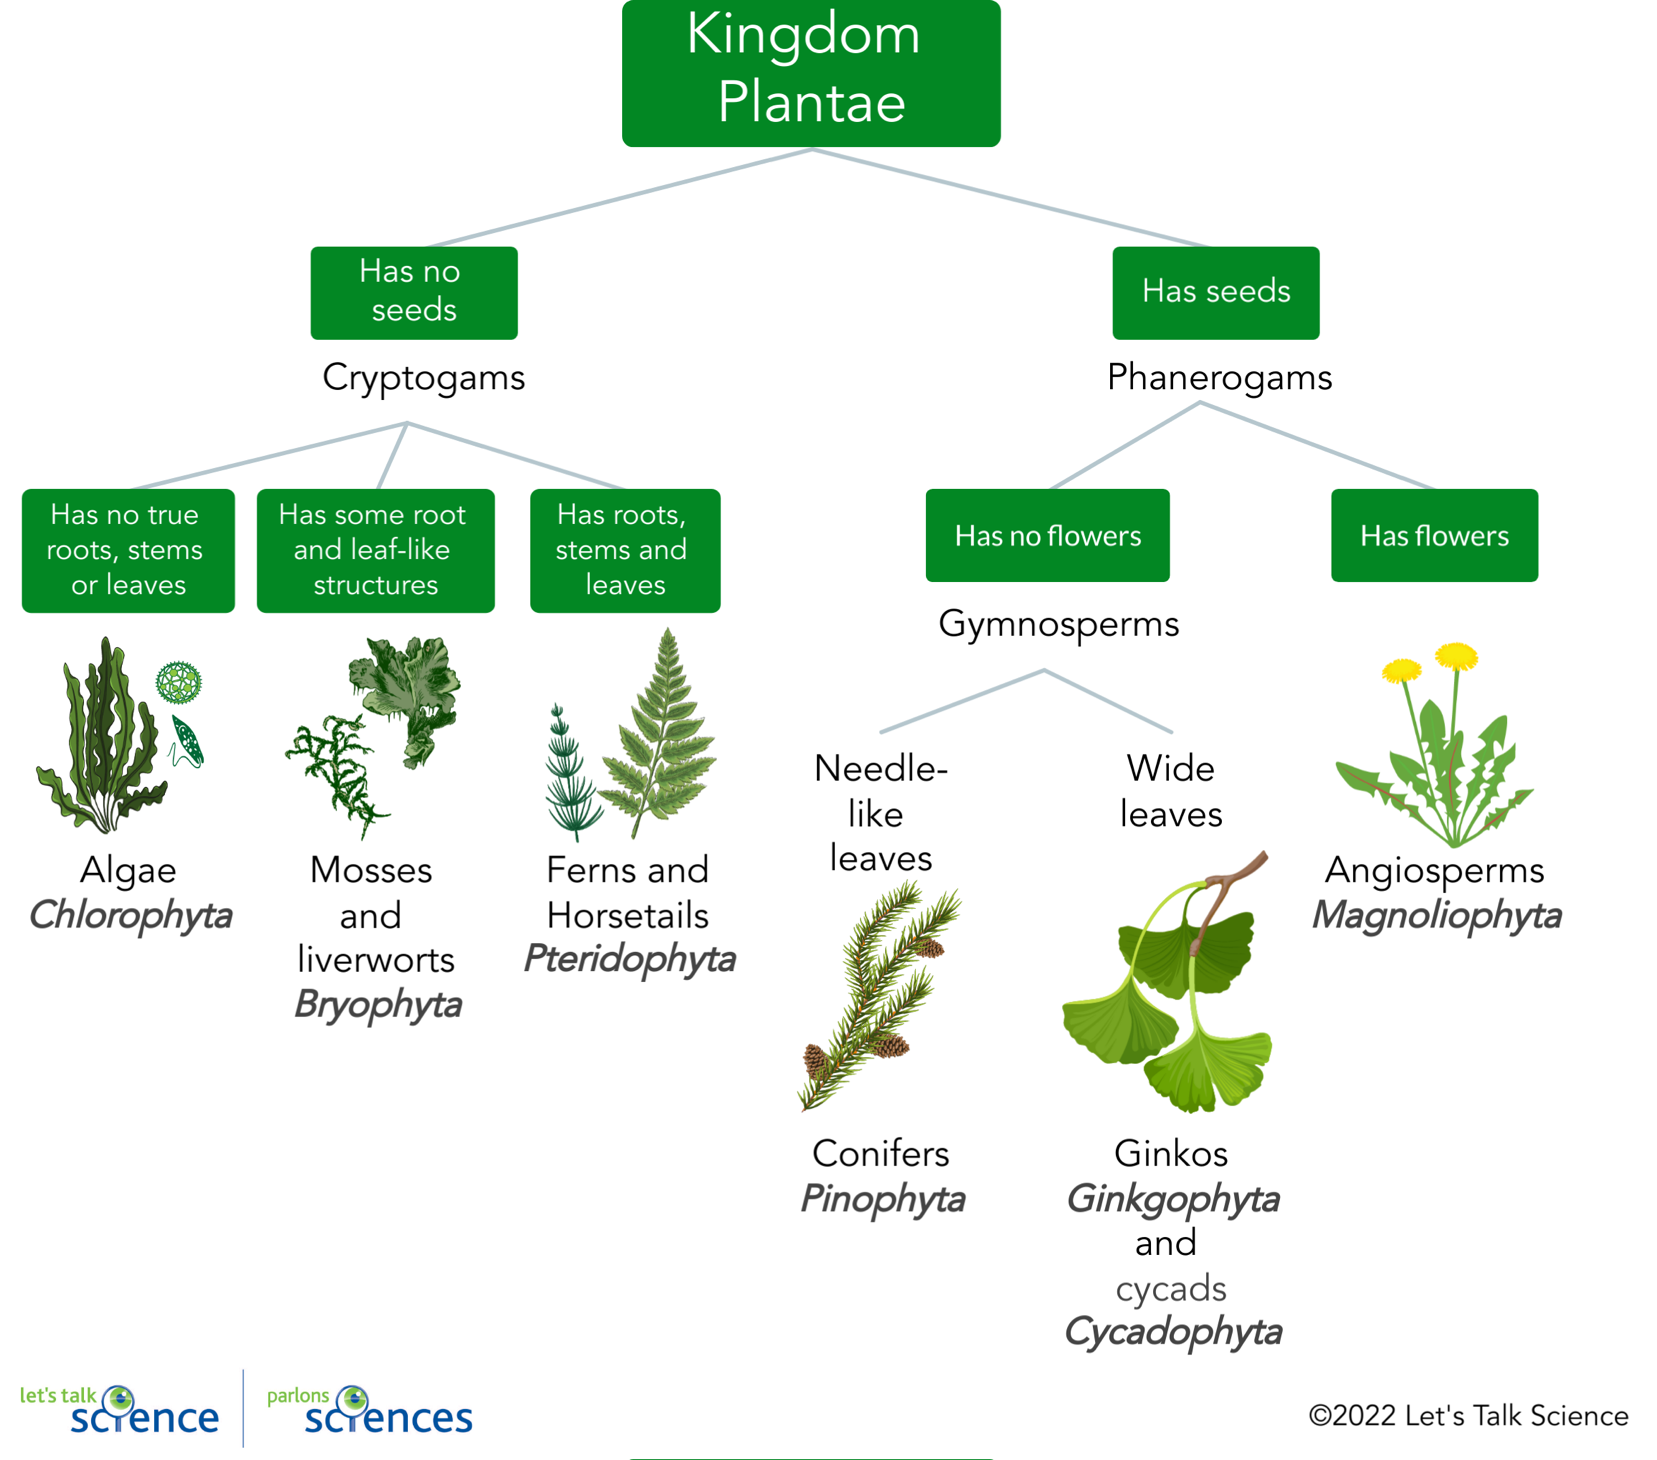 Kingdom
Plantae
Has no
seeds
Has seeds
Cryptogams
Phanerogams
Has no true
roots, stems
or leaves
Has some root
and leaf-like
structures
Has roots,
stems and
leaves
Has no flowers
Has flowers
Gymnosperms
Needle-
like
leaves
Wide
leaves
Algae
Chlorophyta
Mosses
and
liverworts
Bryophyta
Ferns and
Horsetails
Pteridophyta
Angiosperms
Magnoliophyta
Conifers
Pinophyta
Ginkos
Ginkgophyta
and
cycads
Cycadophyta
let's talk
science
parlons
sciences
©2022 Let's Talk Science